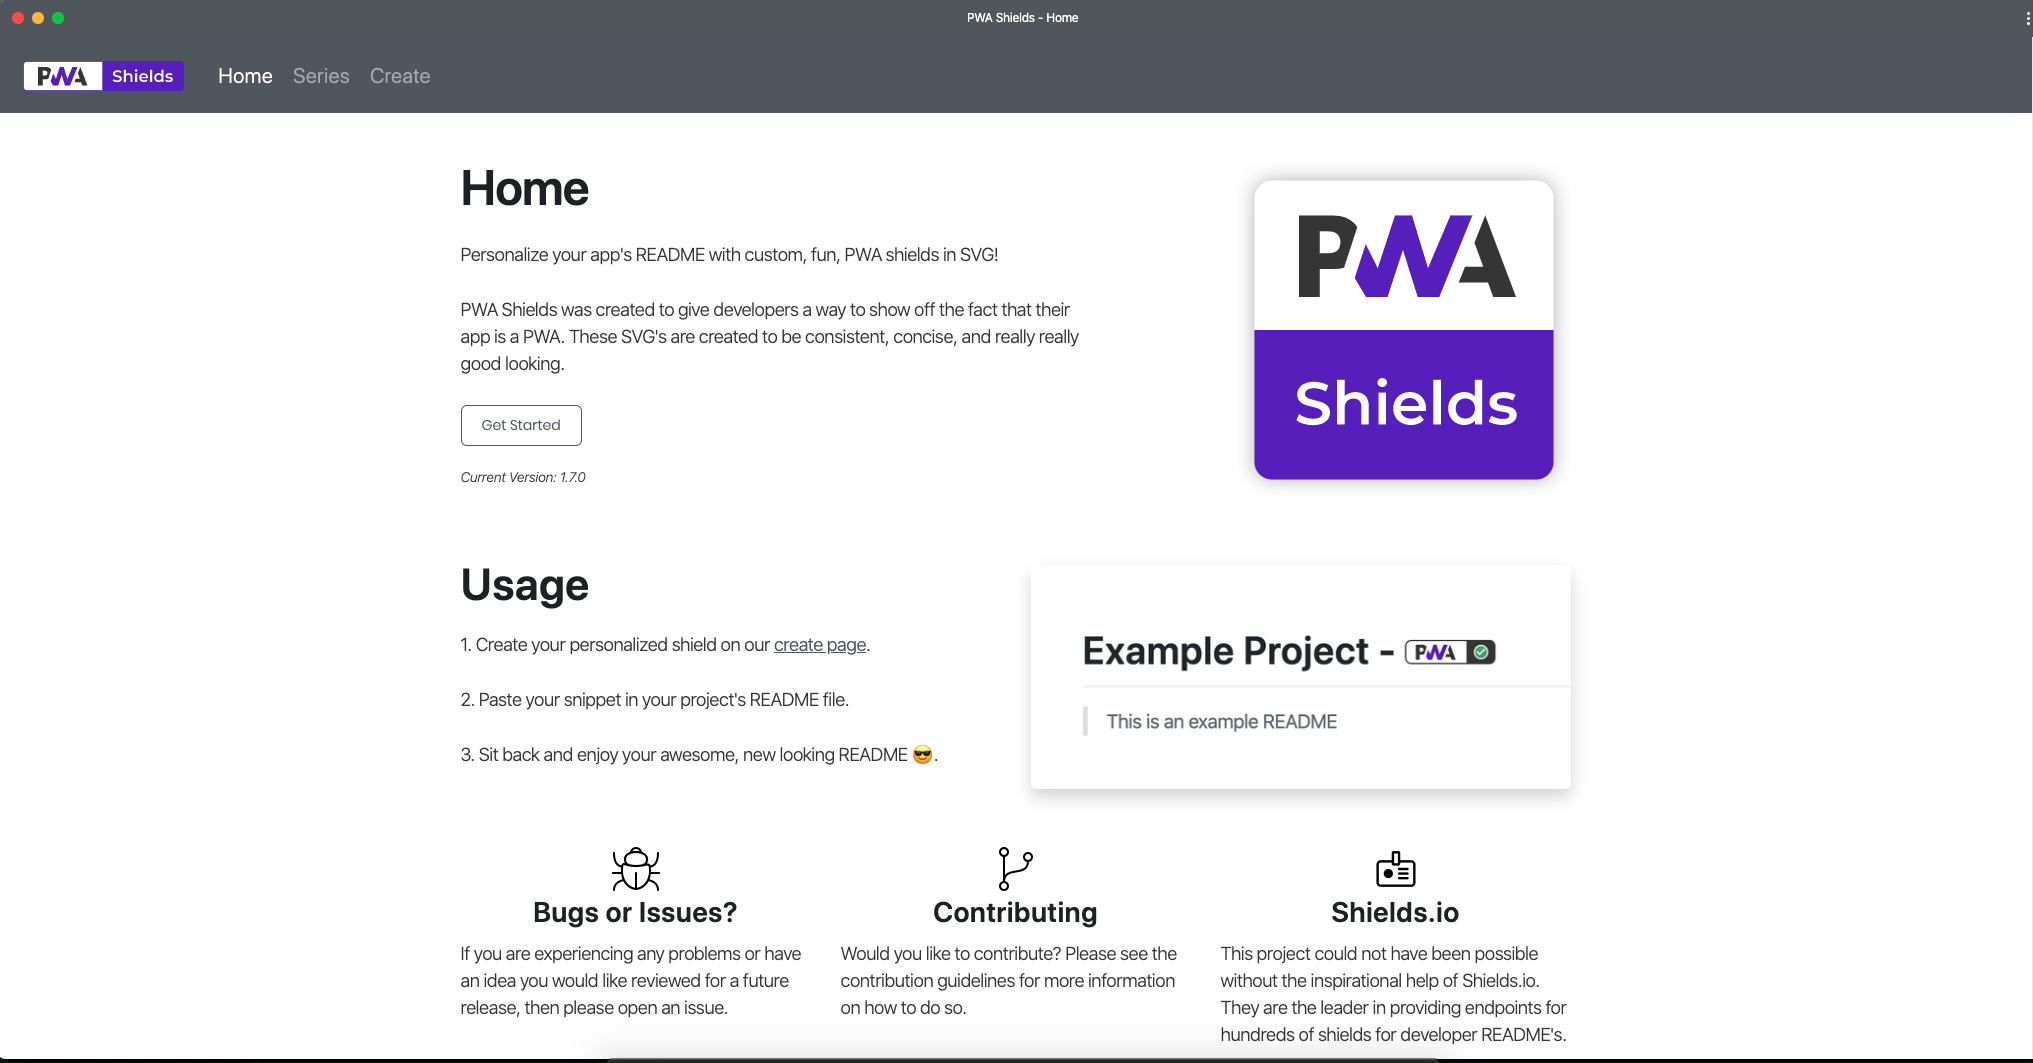 PWA Shields - Home
PWA Shields
Home Series Create
Home
Personalize your app's README with custom, fun, PWA shields in SVG!
PWA Shields was created to give developers a way to show off the fact that their
app is a PWA. These SVG's are created to be consistent, concise, and really really
good looking.
Get Started
Current Version: 1.7.0
PWA
Shields
Usage
1. Create your personalized shield on our create page.
2. Paste your snippet in your project's README file.
3. Sit back and enjoy your awesome, new looking README 😎.
Example Project - PWA
This is an example README
Bugs or Issues?
If you are experiencing any problems or have
an idea you would like reviewed for a future
release, then please open an issue.
Contributing
Would you like to contribute? Please see the
contribution guidelines for more information
on how to do so.
Shields.io
This project could not have been possible
without the inspirational help of Shields.io.
They are the leader in providing endpoints for
hundreds of shields for developer README's.